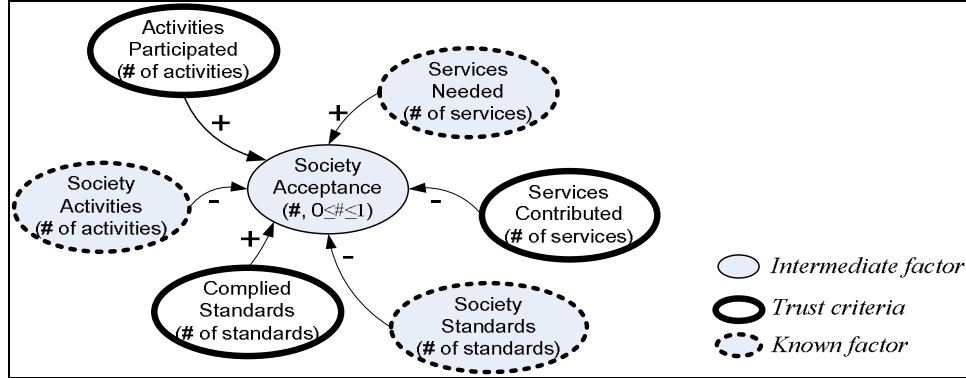 Activities
Participated
(# of activities)
Services
Needed
(# of services)
+
+
Society
Acceptance
(#, 0≤#≤1)
Society
Activities
(# of activities)
-
Services
Contributed
(# of services)
-
+
-
Complied
Standards
(# of standards)
Society
Standards
(# of standards)
Intermediate factor
Trust criteria
Known factor